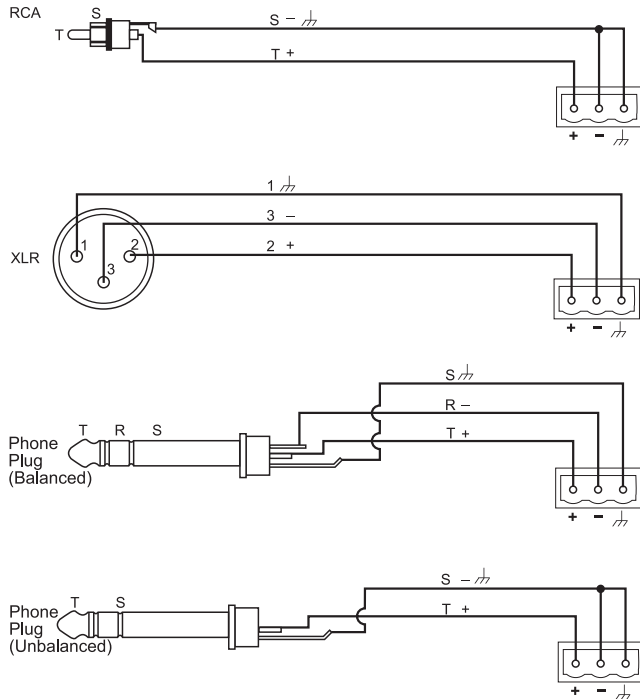 RCA
S
T
S –
T +
+ –
1
3 –
2 +
XLR
1
2
3
+ –
S
R –
T +
T R S
Phone
Plug
(Balanced)
+ –
S –
T +
T S
Phone
Plug
(Unbalanced)
+ –